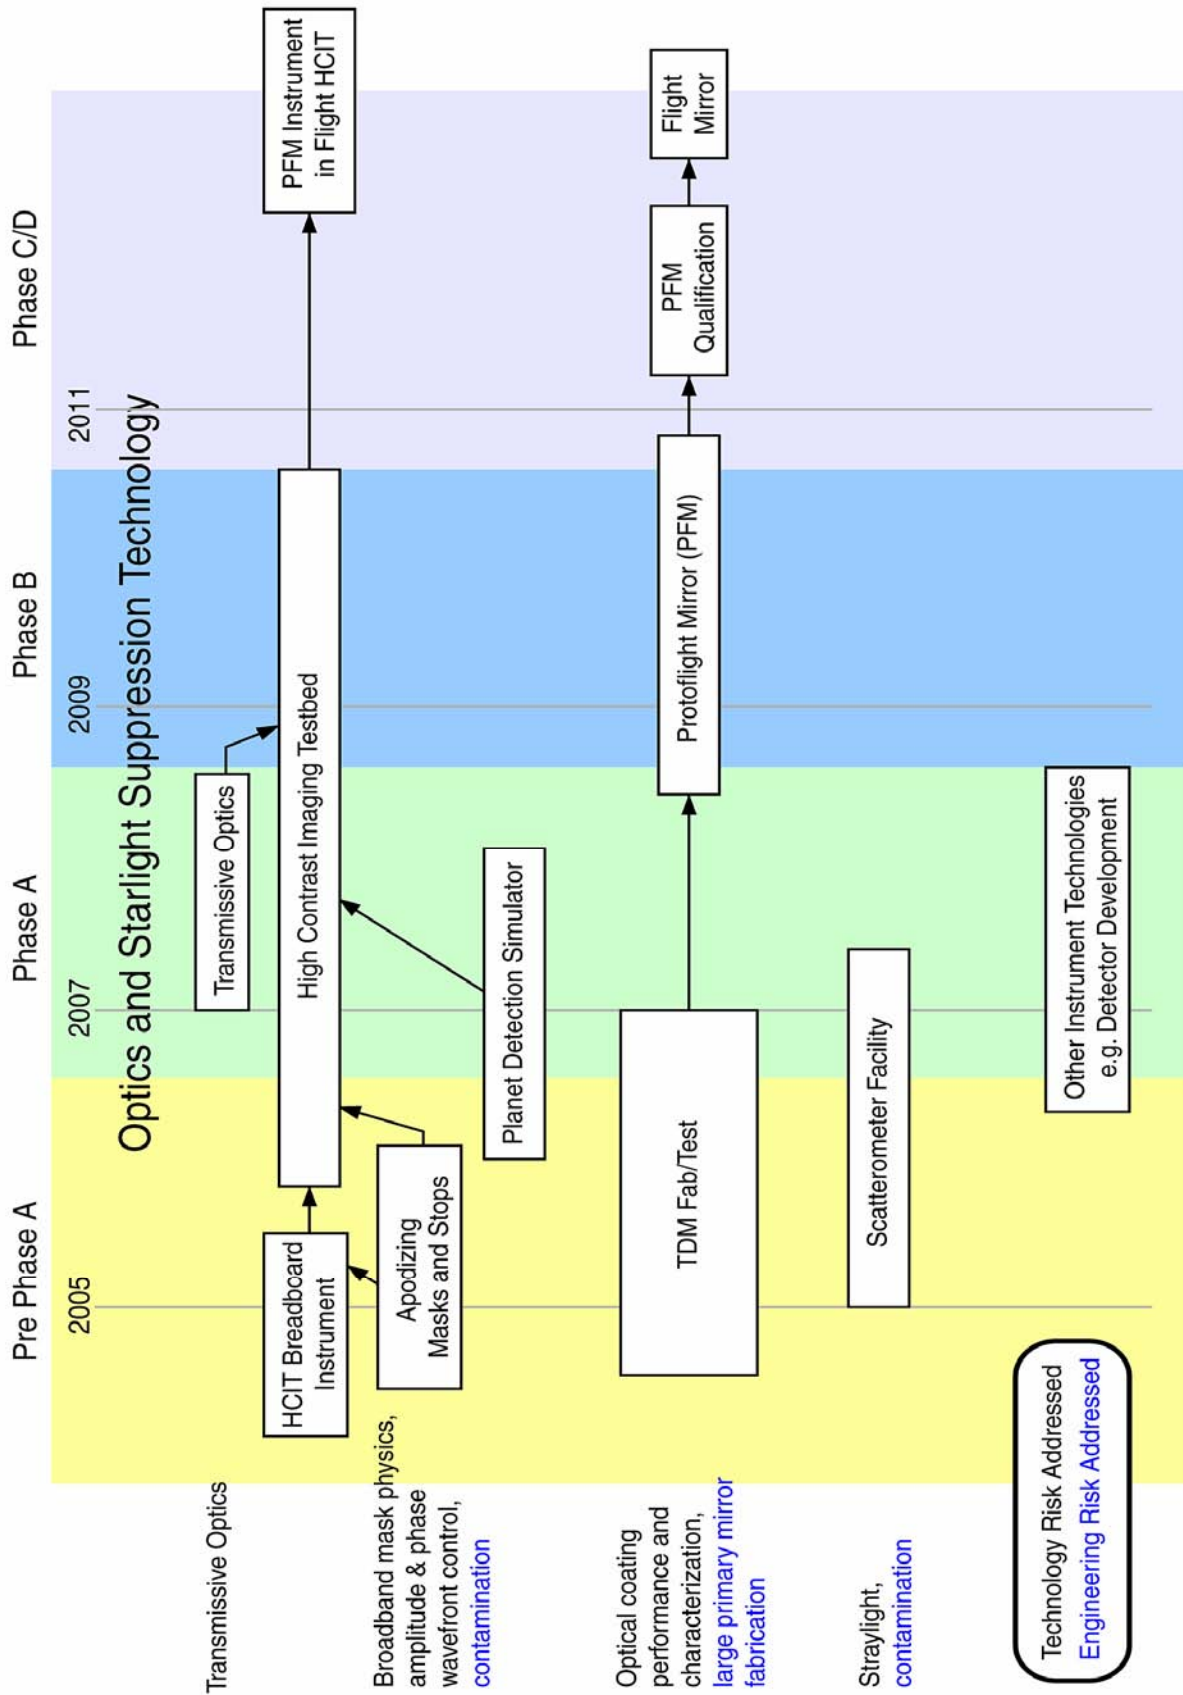 Pre Phase A
Phase A
Phase B
Phase C/D
2005
2007
2009
2011
Optics and Starlight Suppression Technology
Transmissive Optics
Transmissive Optics
HCIT Breadboard
Instrument
High Contrast Imaging Testbed
PFM Instrument
in Flight HCIT
Broadband mask physics,
amplitude & phase
wavefront control,
contamination
Apodizing
Masks and Stops
Planet Detection Simulator
Optical coating
performance and
characterization,
large primary mirror
fabrication
TDM Fab/Test
Protoflight Mirror (PFM)
PFM
Qualification
Flight
Mirror
Straylight,
contamination
Scatterometer Facility
Other Instrument Technologies
e.g. Detector Development
Technology Risk Addressed
Engineering Risk Addressed